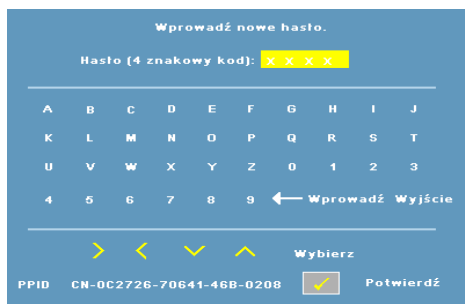 Wprowadź nowe hasło.
Hasło (4 znakowy kod): X X X X
A B C D E F G H I J
K L M N O P Q R S T
U V W X Y Z 0 1 2 3
4 5 6 7 8 9 ← Wprowadź Wyjście
> < ∨ ∧ Wybierz
PPID CN-0C2726-70641-46B-0208 ✓ Potwierdź